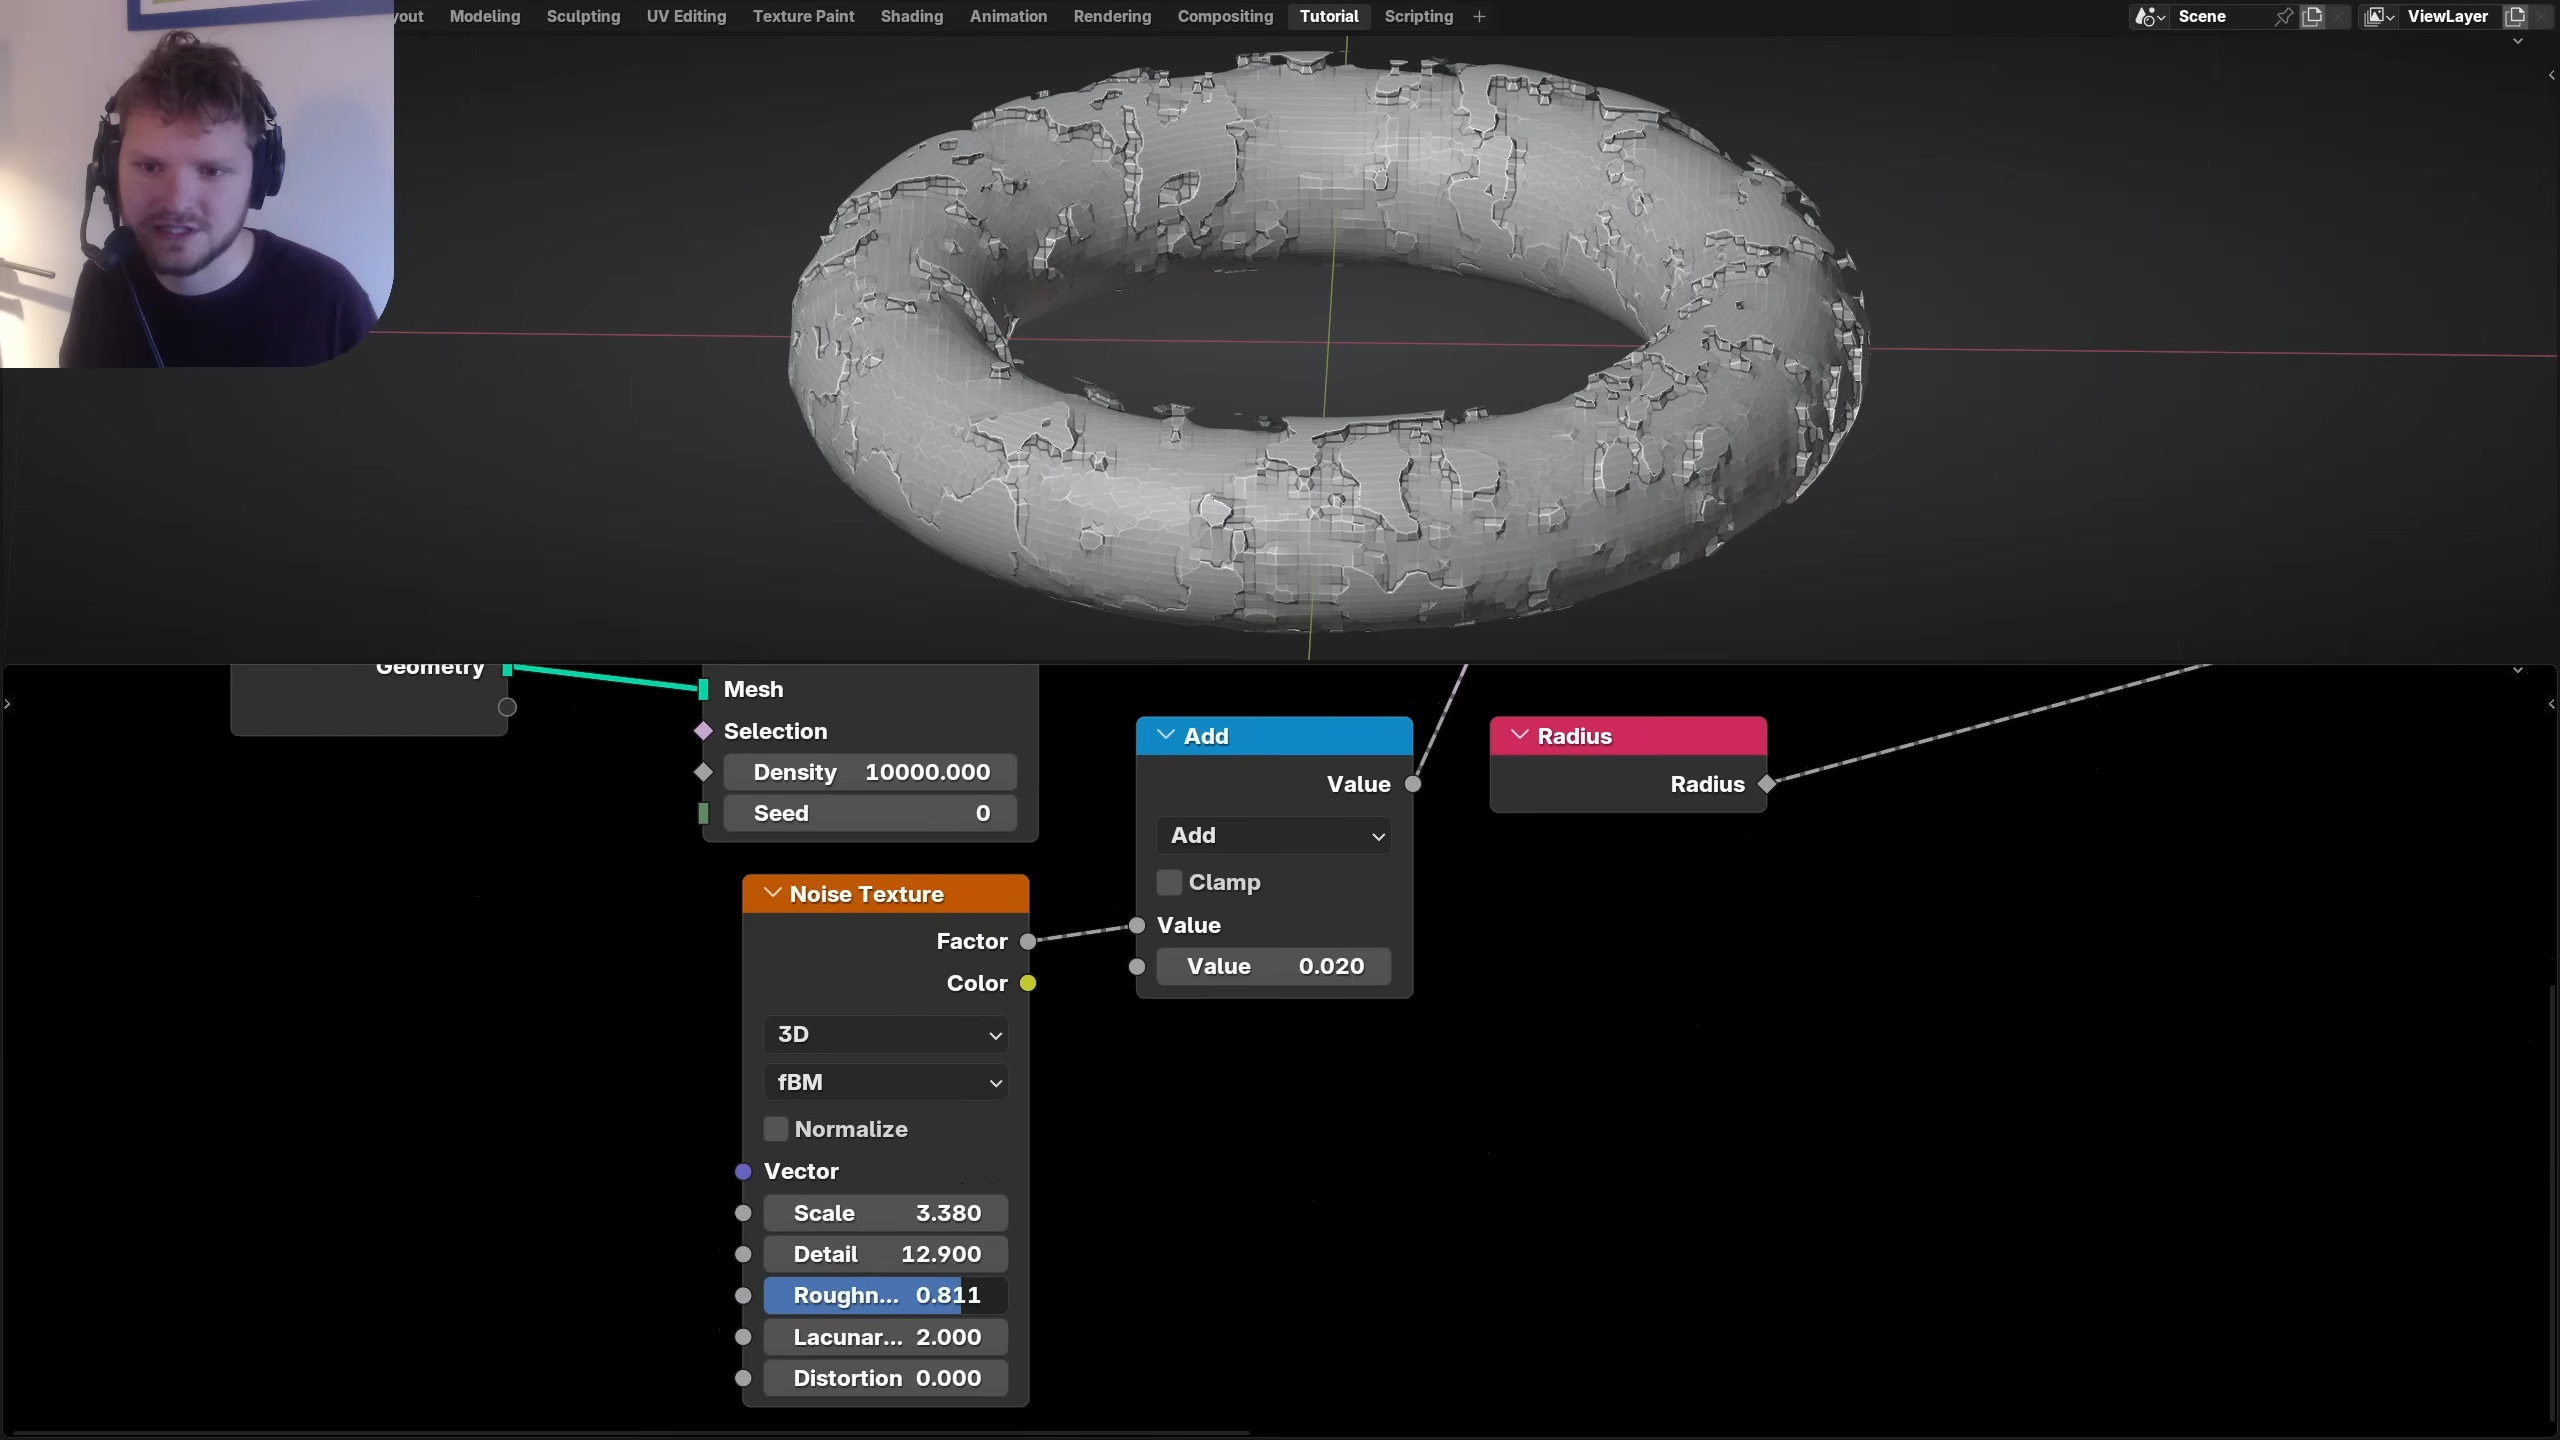 yout Modeling Sculpting UV Editing Texture Paint Shading Animation Rendering Compositing Tutorial Scripting +
Scene
ViewLayer
Geometry
Mesh
Selection
Density 10000.000
Seed 0
Add
Value
Add
Clamp
Value
Value 0.020
Radius
Radius
Noise Texture
Factor
Color
3D
fBM
Normalize
Vector
Scale 3.380
Detail 12.900
Roughn... 0.811
Lacunar... 2.000
Distortion 0.000